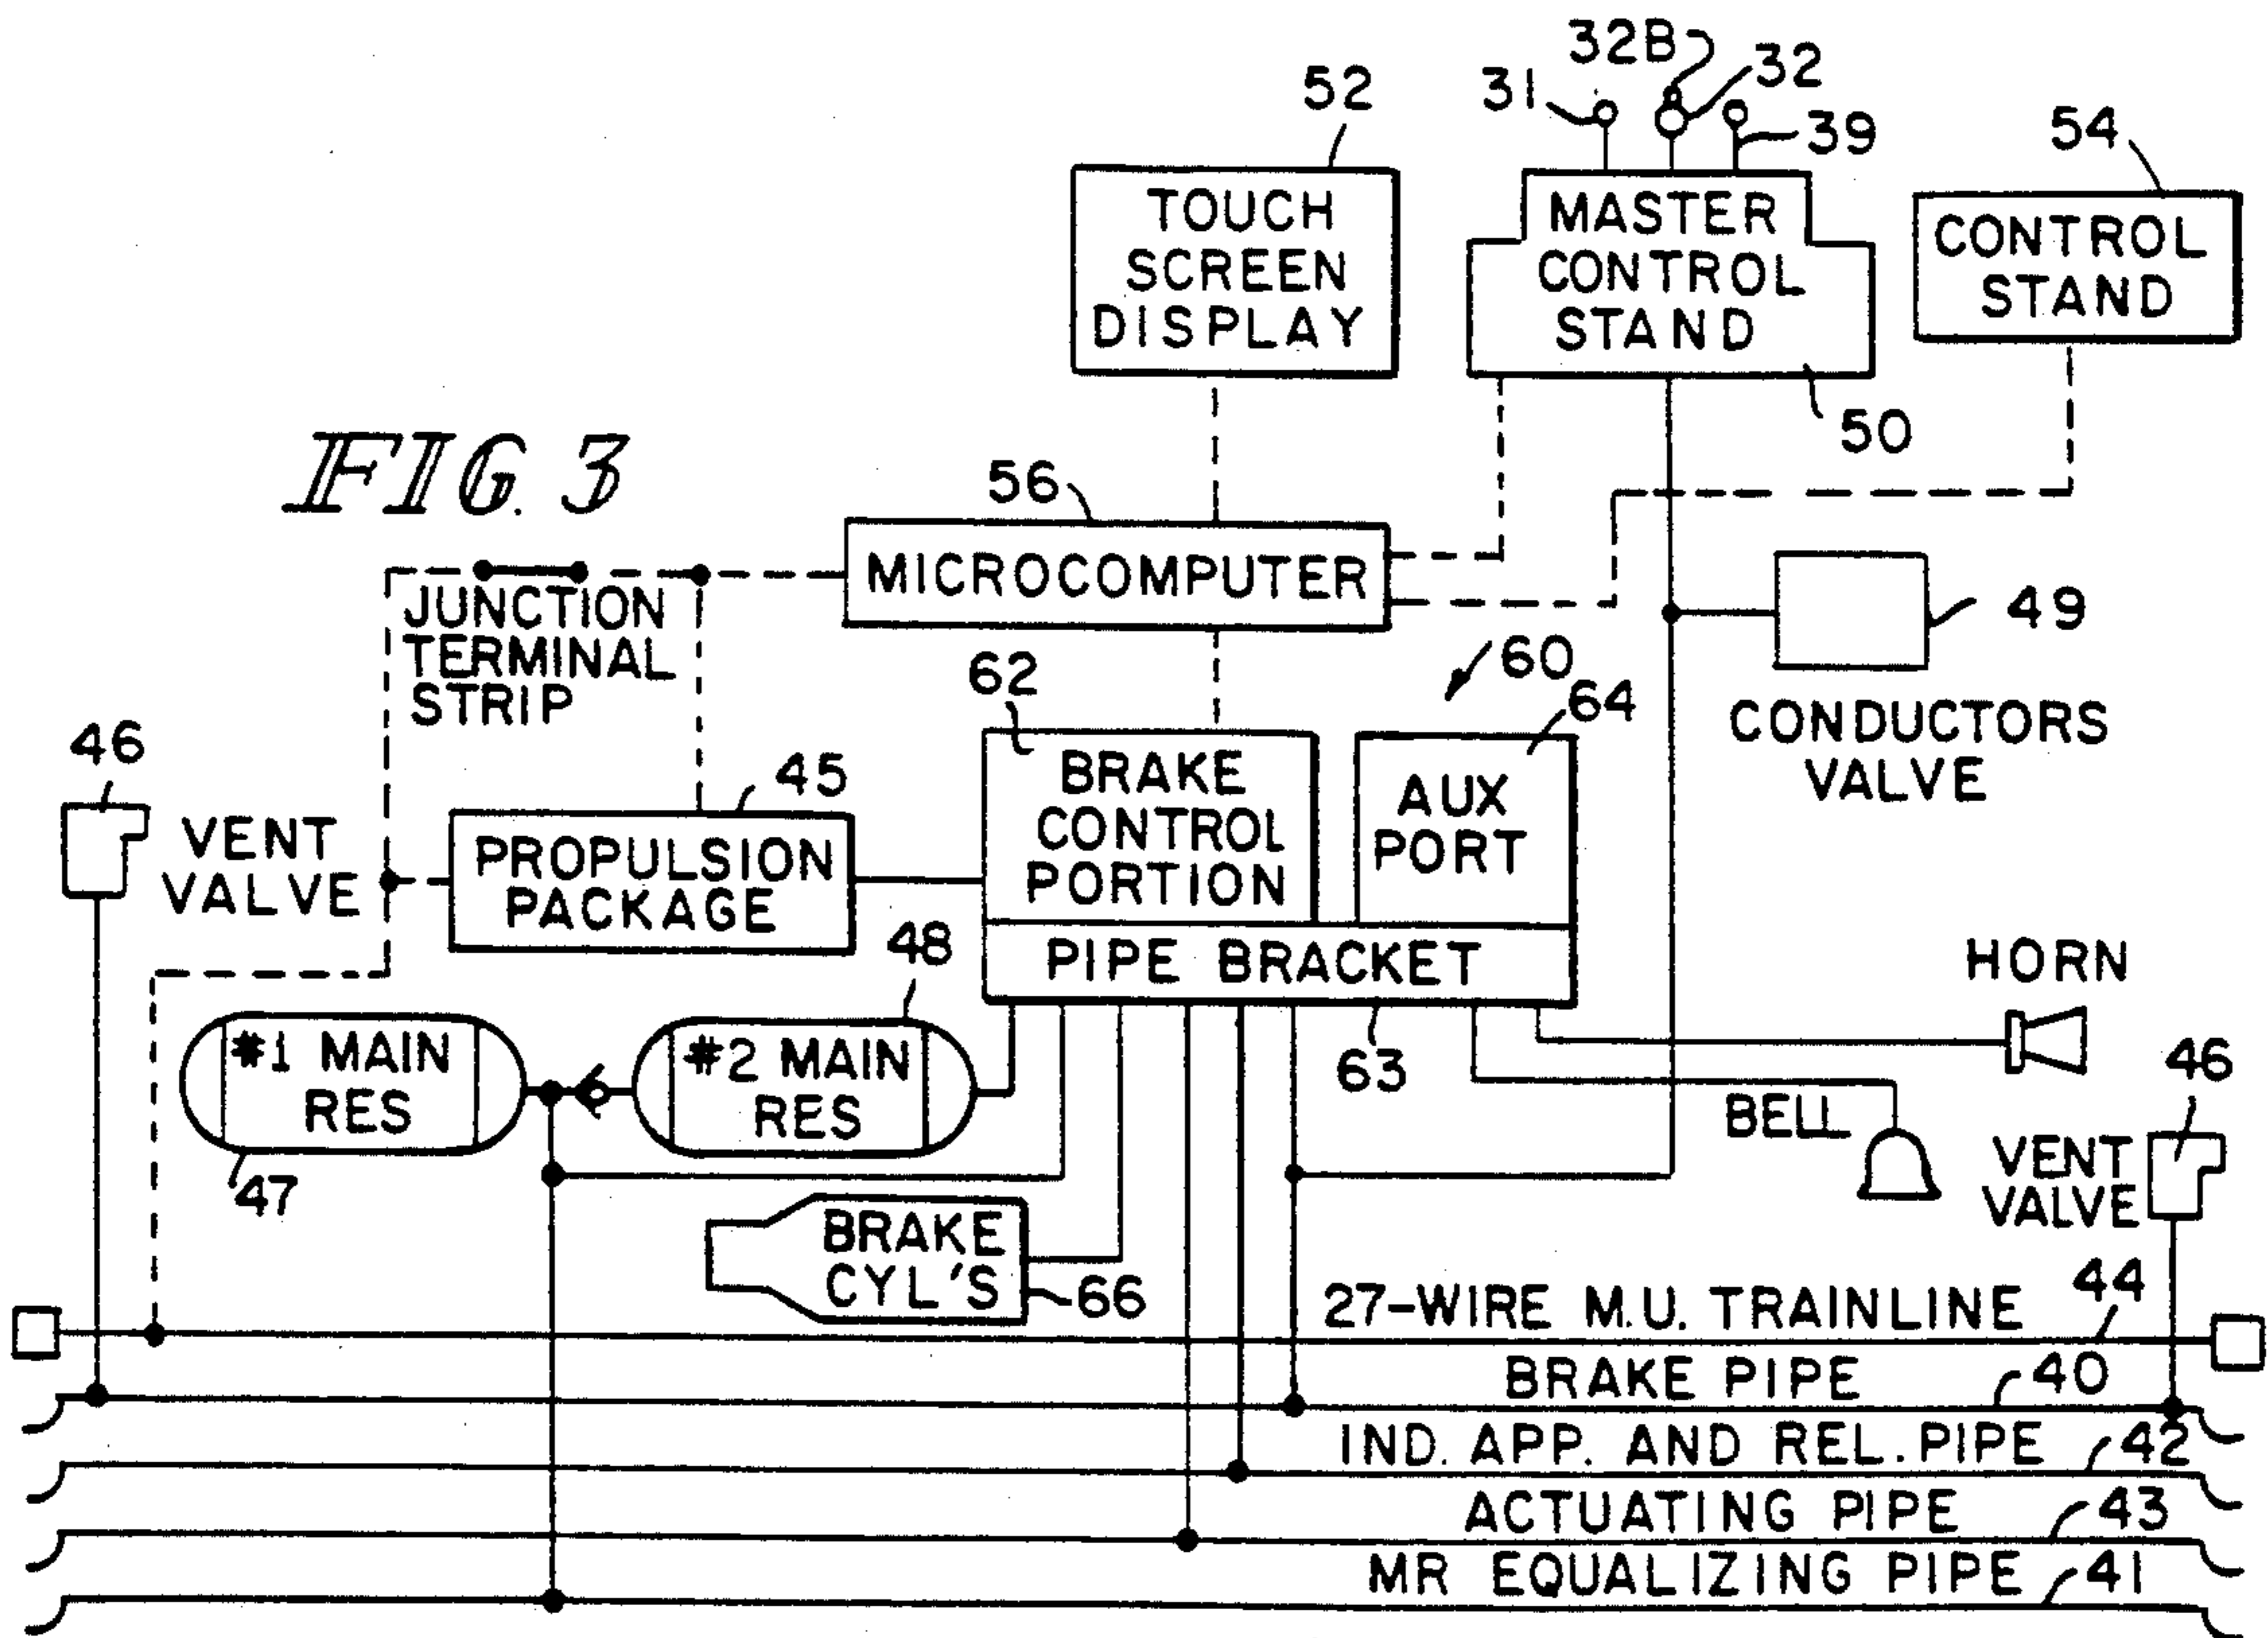 32B
52
31
32
39
54
TOUCH
SCREEN
DISPLAY
MASTER
CONTROL
STAND
CONTROL
STAND
50
FIG. 3
56
MICROCOMPUTER
JUNCTION
TERMINAL
STRIP
49
60
62
64
CONDUCTORS
VALVE
46
VENT
VALVE
45
PROPULSION
PACKAGE
BRAKE
CONTROL
PORTION
AUX
PORT
48
PIPE BRACKET
HORN
#1 MAIN
RES
#2 MAIN
RES
63
46
BELL
47
VENT
VALVE
BRAKE
CYL'S
66
27-WIRE M.U. TRAINLINE
44
BRAKE PIPE
40
IND. APP. AND REL. PIPE
42
ACTUATING PIPE
43
MR EQUALIZING PIPE
41